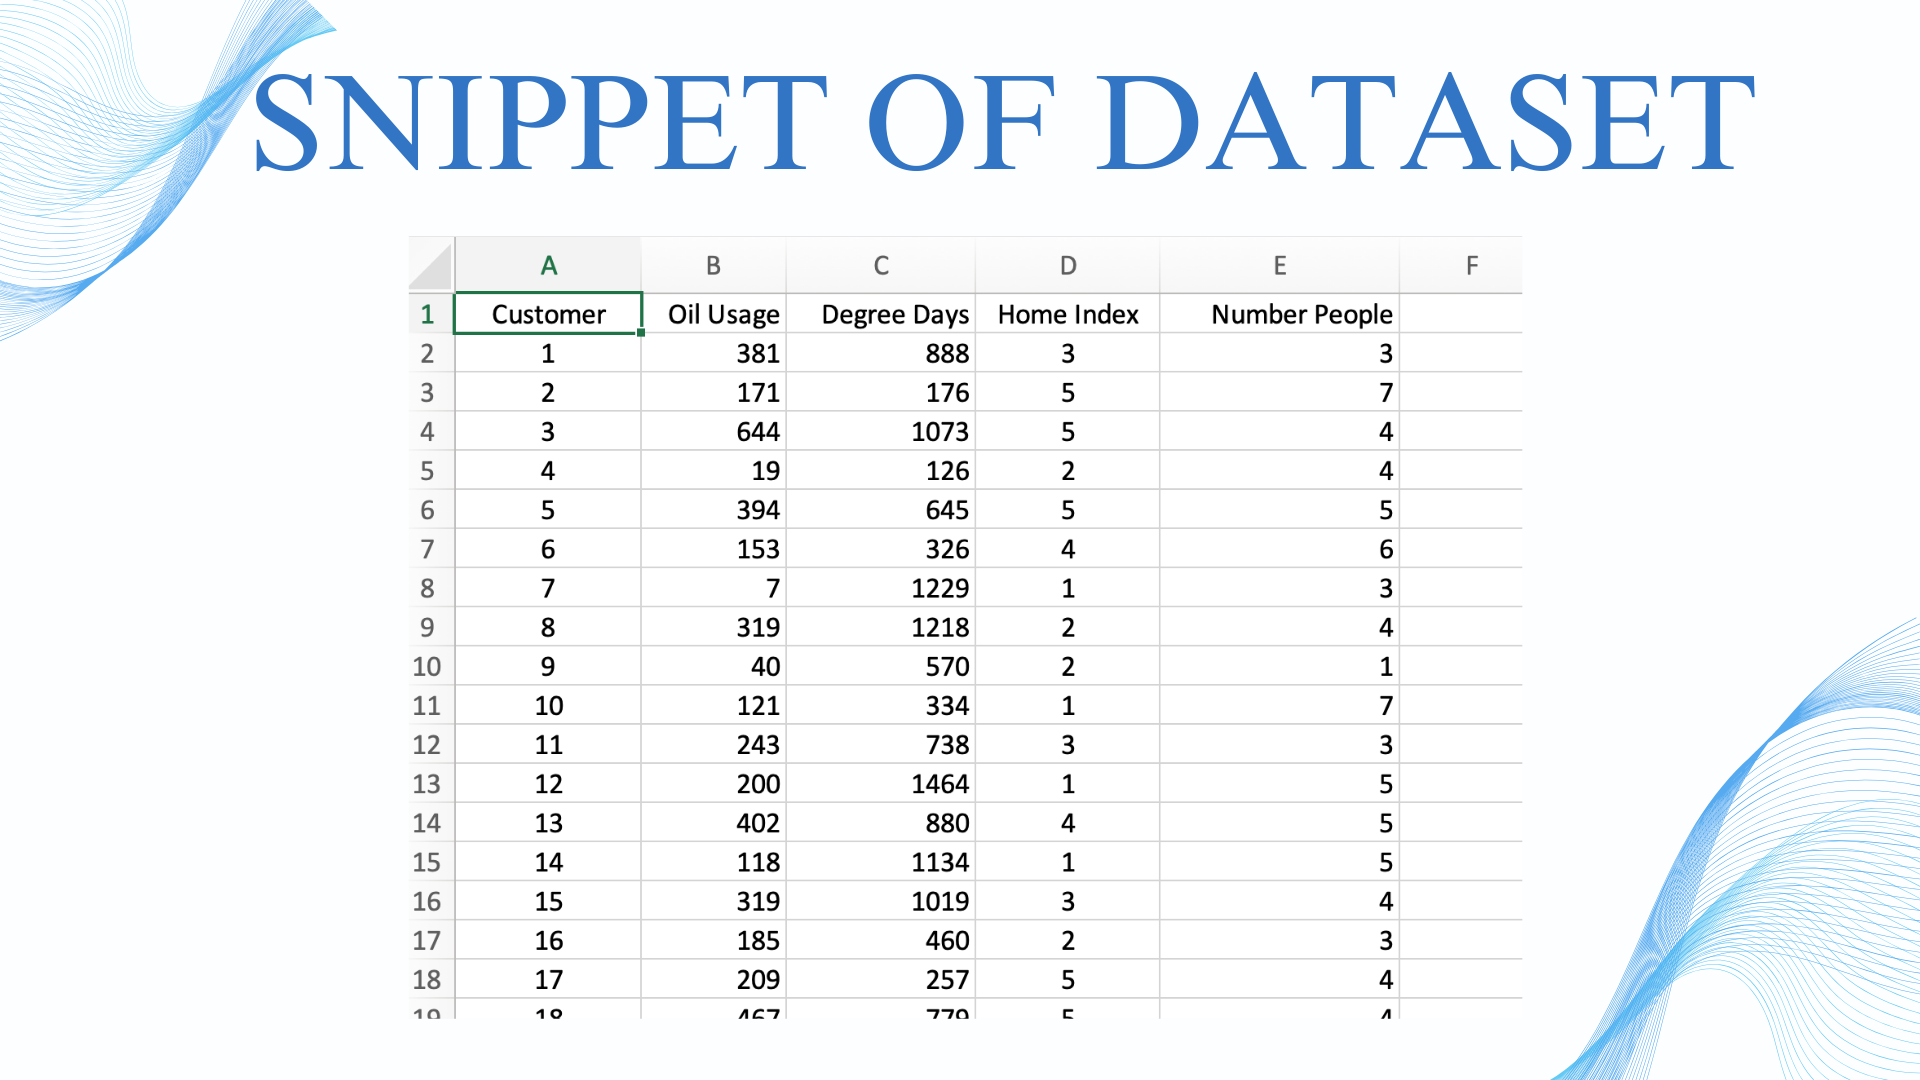 SNIPPET OF DATASET
A B C D E F
1 Customer Oil Usage Degree Days Home Index Number People
2 1 381 888 3 3
3 2 171 176 5 7
4 3 644 1073 5 4
5 4 19 126 2 4
6 5 394 645 5 5
7 6 153 326 4 6
8 7 7 1229 1 3
9 8 319 1218 2 4
10 9 40 570 2 1
11 10 121 334 1 7
12 11 243 738 3 3
13 12 200 1464 1 5
14 13 402 880 4 5
15 14 118 1134 1 5
16 15 319 1019 3 4
17 16 185 460 2 3
18 17 209 257 5 4
19 18 467 779 5 4